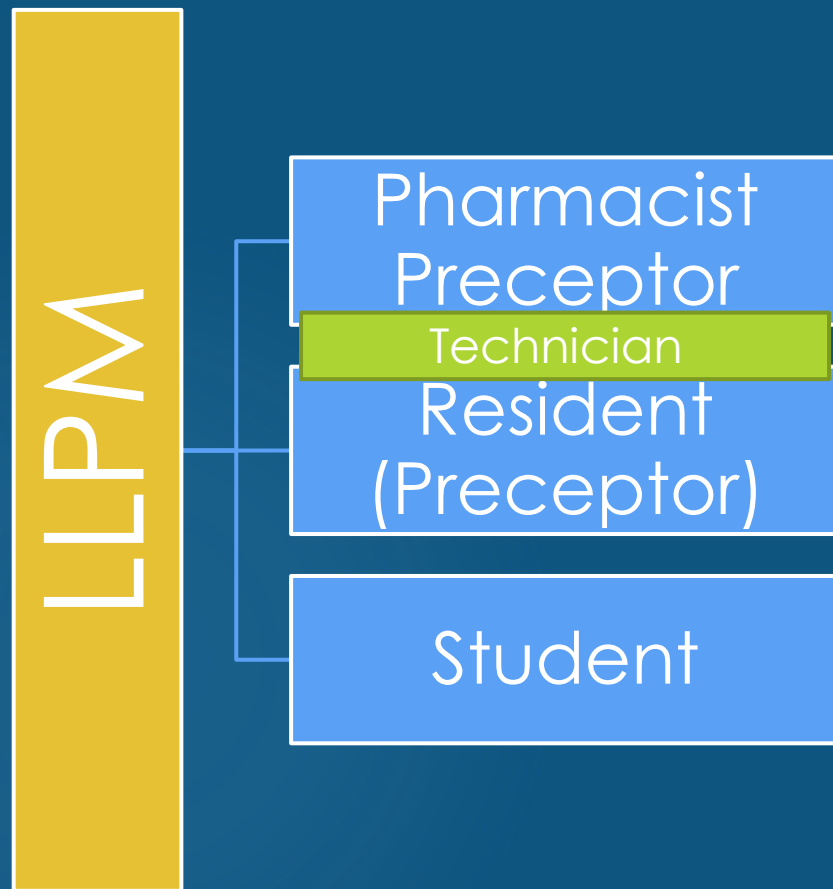 LLPM
Pharmacist
Preceptor
Technician
Resident
(Preceptor)
Student